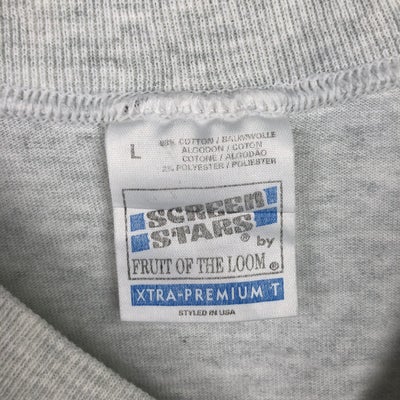 L
98% COTTON / BAUMWOLLE
ALGODON / COTON
COTONE / ALGODÃO
2% POLYESTER / POLIESTER
SCREEN
STARS® by
FRUIT OF THE LOOM®
XTRA-PREMIUM T
STYLED IN USA